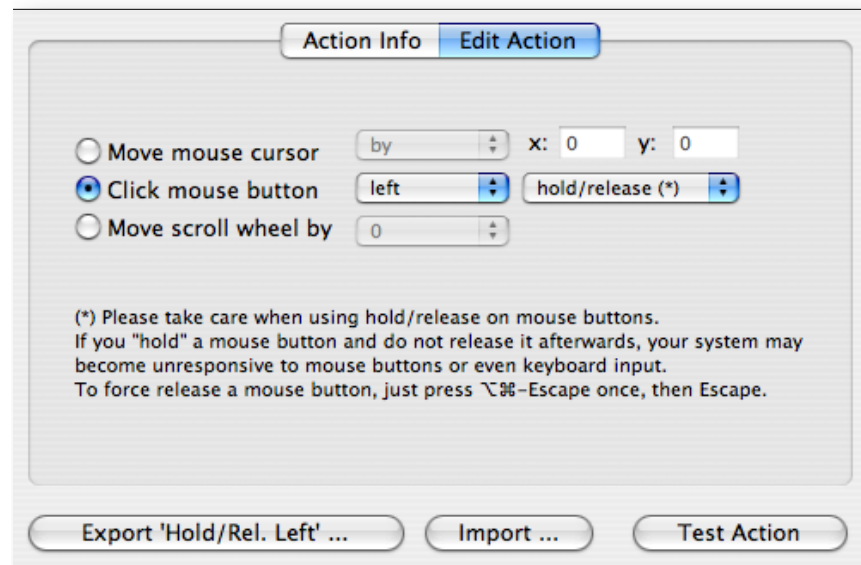 Action Info Edit Action
Move mouse cursor by x: 0 y: 0
Click mouse button left hold/release (*)
Move scroll wheel by 0
(*) Please take care when using hold/release on mouse buttons.
If you "hold" a mouse button and do not release it afterwards, your system may
become unresponsive to mouse buttons or even keyboard input.
To force release a mouse button, just press ⌥⌘-Escape once, then Escape.
Export 'Hold/Rel. Left' ... Import ... Test Action